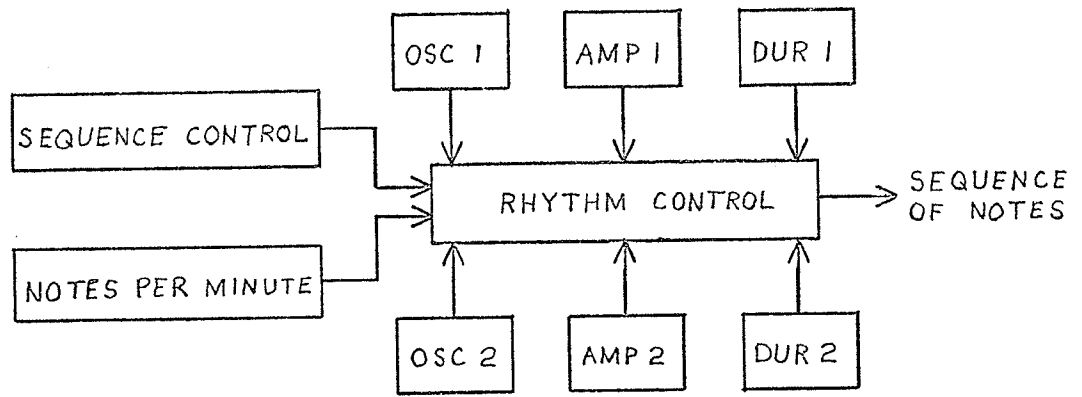 OSC 1
AMP 1
DUR 1
SEQUENCE CONTROL
RHYTHM CONTROL
SEQUENCE
OF NOTES
NOTES PER MINUTE
OSC 2
AMP 2
DUR 2